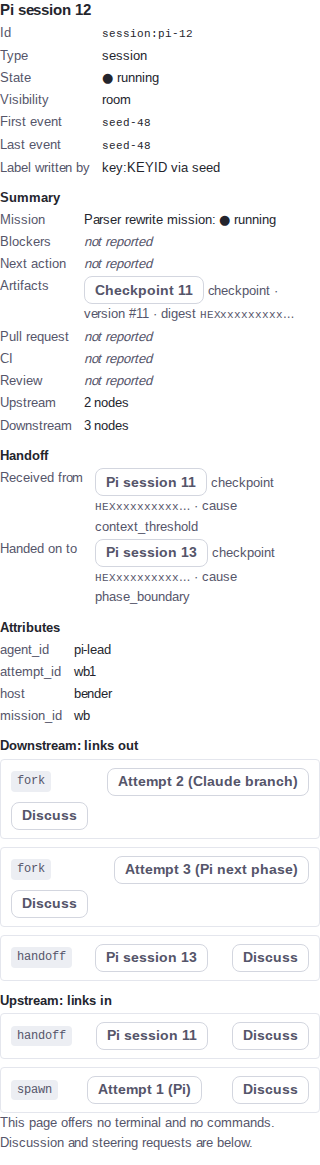 Pi session 12
Id session:pi-12
Type session
State ● running
Visibility room
First event seed-48
Last event seed-48
Label written by key:KEYID via seed
Summary
Mission Parser rewrite mission: ● running
Blockers not reported
Next action not reported
Artifacts Checkpoint 11 checkpoint ·
version #11 · digest HEXxxxxxxxxx…
Pull request not reported
CI not reported
Review not reported
Upstream 2 nodes
Downstream 3 nodes
Handoff
Received from Pi session 11 checkpoint
HEXxxxxxxxxx… · cause
context_threshold
Handed on to Pi session 13 checkpoint
HEXxxxxxxxxx… · cause
phase_boundary
Attributes
agent_id pi-lead
attempt_id wb1
host bender
mission_id wb
Downstream: links out
fork Attempt 2 (Claude branch)
Discuss
fork Attempt 3 (Pi next phase)
Discuss
handoff Pi session 13 Discuss
Upstream: links in
handoff Pi session 11 Discuss
spawn Attempt 1 (Pi) Discuss
This page offers no terminal and no commands.
Discussion and steering requests are below.